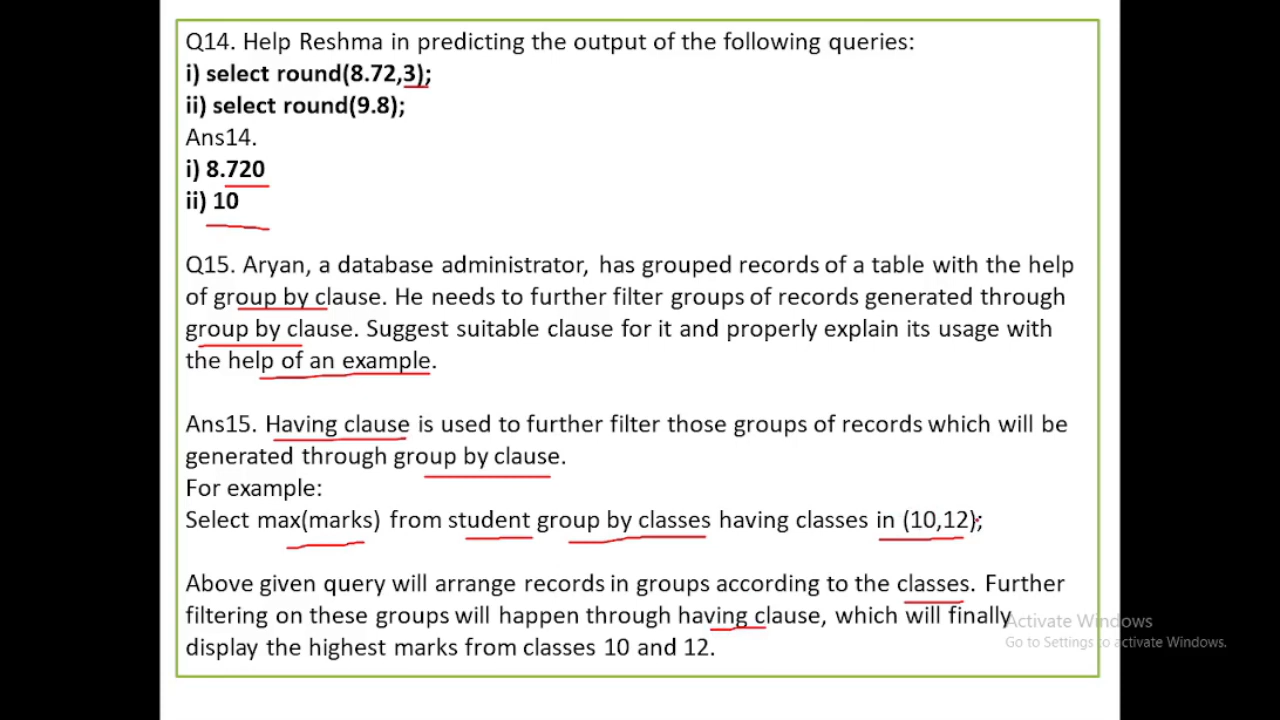 Q14. Help Reshma in predicting the output of the following queries:
i) select round(8.72,3);
ii) select round(9.8);
Ans14.
i) 8.720
ii) 10
Q15. Aryan, a database administrator, has grouped records of a table with the help
of group by clause. He needs to further filter groups of records generated through
group by clause. Suggest suitable clause for it and properly explain its usage with
the help of an example.
Ans15. Having clause is used to further filter those groups of records which will be
generated through group by clause.
For example:
Select max(marks) from student group by classes having classes in (10,12);
Above given query will arrange records in groups according to the classes. Further
filtering on these groups will happen through having clause, which will finally
display the highest marks from classes 10 and 12.
Activate Windows
Go to Settings to activate Windows.